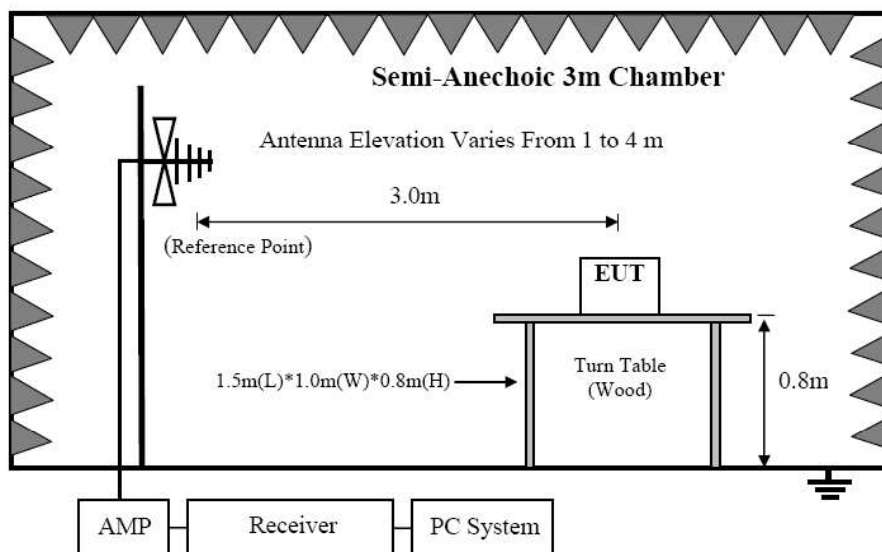 Semi-Anechoic 3m Chamber
Antenna Elevation Varies From 1 to 4 m
3.0m
(Reference Point)
EUT
1.5m(L)*1.0m(W)*0.8m(H)
Turn Table
(Wood)
0.8m
AMP
Receiver
PC System